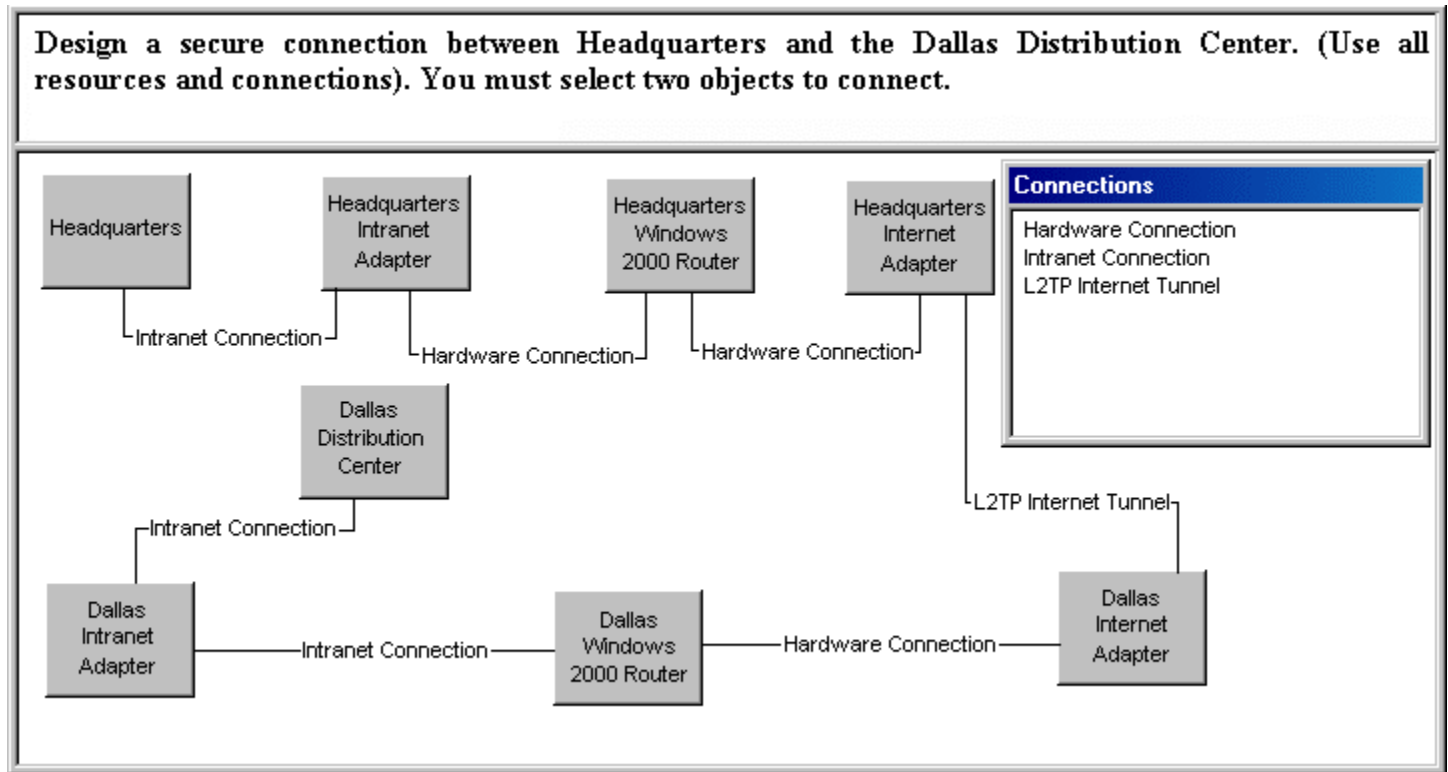 Design a secure connection between Headquarters and the Dallas Distribution Center. (Use all
resources and connections). You must select two objects to connect.
Headquarters
Headquarters
Intranet
Adapter
Headquarters
Windows
2000 Router
Headquarters
Internet
Adapter
Connections
Hardware Connection
Intranet Connection
L2TP Internet Tunnel
Intranet Connection
Hardware Connection
Hardware Connection
Dallas
Distribution
Center
L2TP Internet Tunnel
Intranet Connection
Dallas
Intranet
Adapter
Intranet Connection
Dallas
Windows
2000 Router
Hardware Connection
Dallas
Internet
Adapter